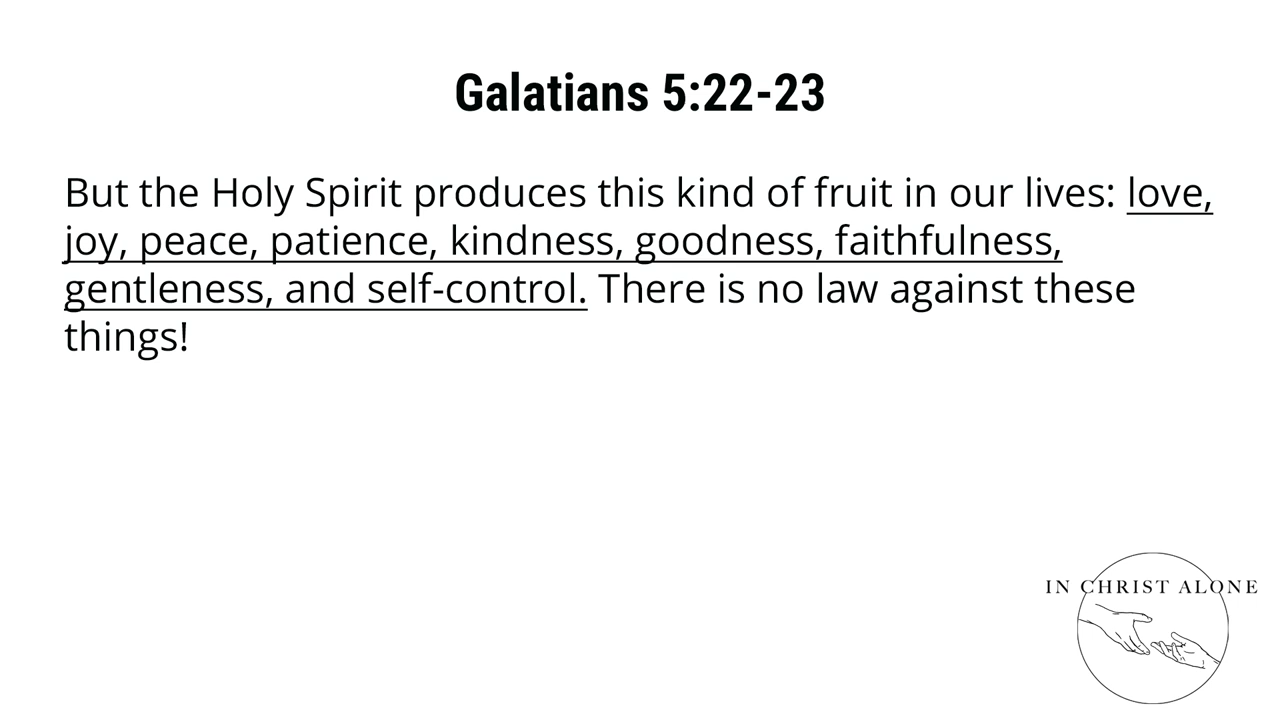 Galatians 5:22-23
But the Holy Spirit produces this kind of fruit in our lives: love,
joy, peace, patience, kindness, goodness, faithfulness,
gentleness, and self-control. There is no law against these
things!
IN CHRIST ALONE